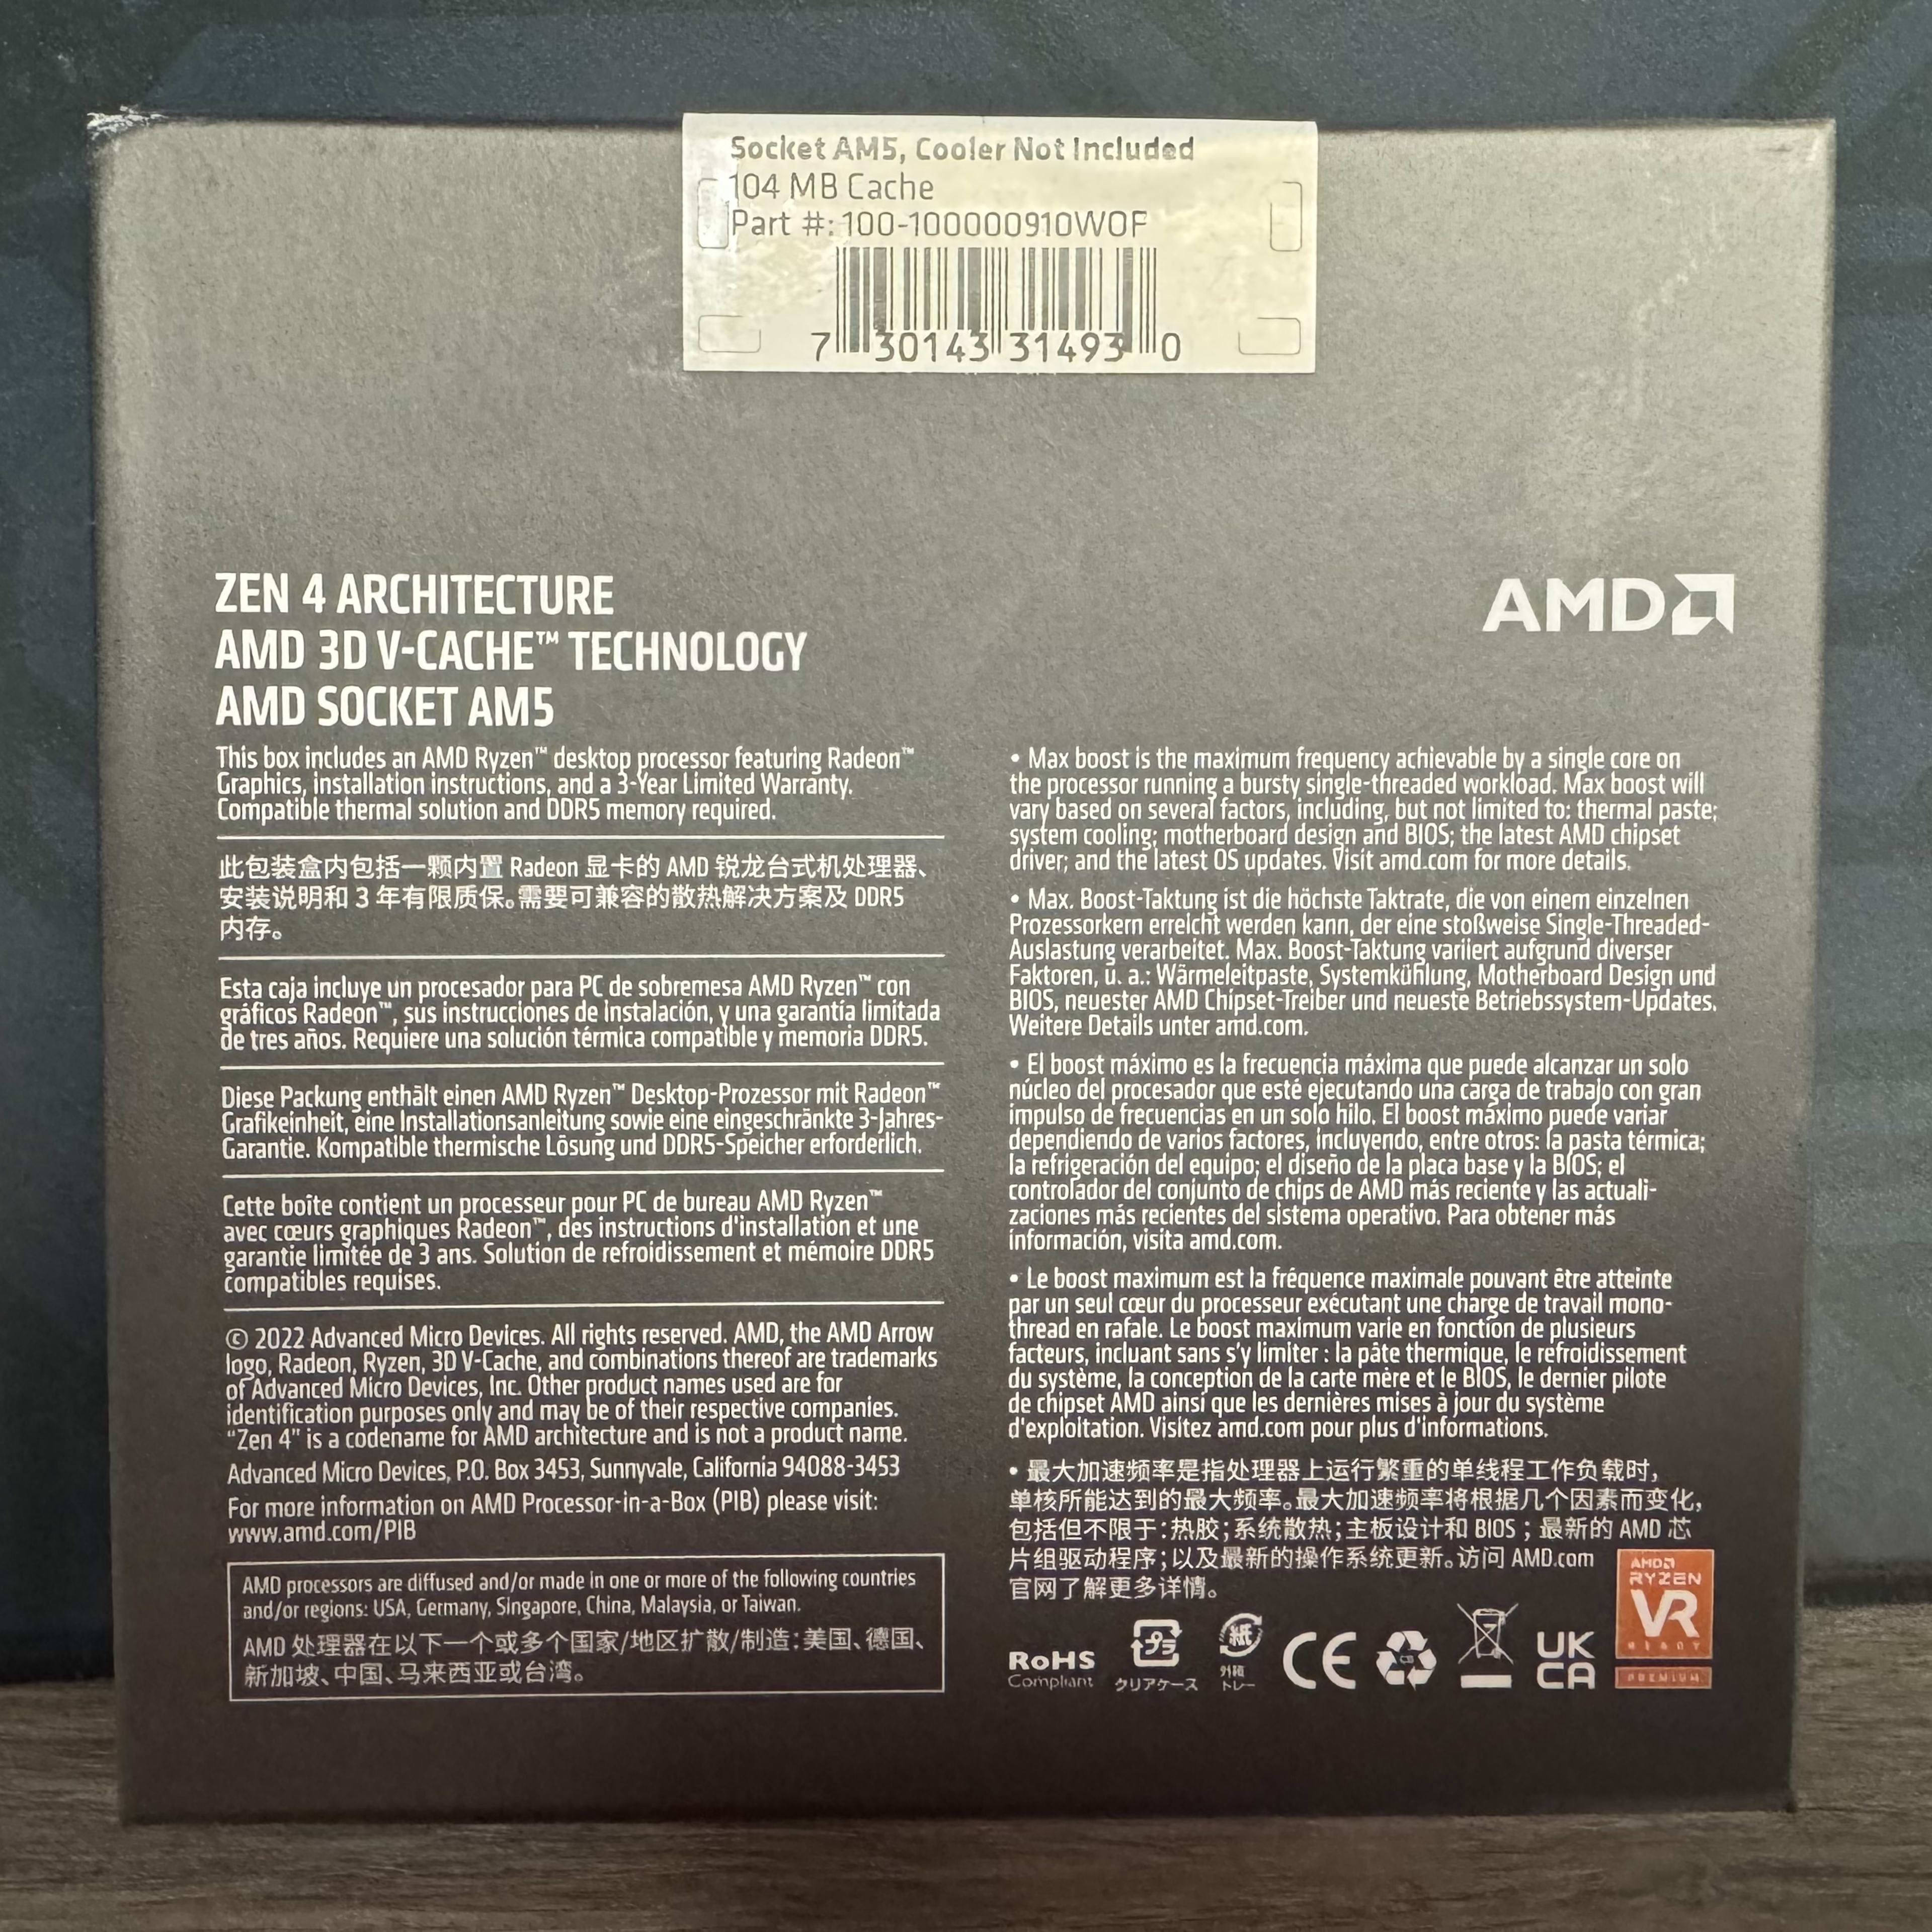 Socket AM5, Cooler Not Included
104 MB Cache
Part #: 100-100000910WOF
7 30143 31493 0
ZEN 4 ARCHITECTURE
AMD 3D V-CACHE™ TECHNOLOGY
AMD SOCKET AM5
AMD
This box includes an AMD Ryzen™ desktop processor featuring Radeon™
Graphics, installation instructions, and a 3-Year Limited Warranty.
Compatible thermal solution and DDR5 memory required.
此包装盒内包括一颗内置 Radeon 显卡的 AMD 锐龙台式机处理器、
安装说明和 3 年有限质保。需要可兼容的散热解决方案及 DDR5
内存。
Esta caja incluye un procesador para PC de sobremesa AMD Ryzen™ con
gráficos Radeon™, sus instrucciones de instalación, y una garantía limitada
de tres años. Requiere una solución térmica compatible y memoria DDR5.
Diese Packung enthält einen AMD Ryzen™ Desktop-Prozessor mit Radeon™
Grafikeinheit, eine Installationsanleitung sowie eine eingeschränkte 3-Jahres-
Garantie. Kompatible thermische Lösung und DDR5-Speicher erforderlich.
Cette boîte contient un processeur pour PC de bureau AMD Ryzen™
avec cœurs graphiques Radeon™, des instructions d'installation et une
garantie limitée de 3 ans. Solution de refroidissement et mémoire DDR5
compatibles requises.
© 2022 Advanced Micro Devices. All rights reserved. AMD, the AMD Arrow
logo, Radeon, Ryzen, 3D V-Cache, and combinations thereof are trademarks
of Advanced Micro Devices, Inc. Other product names used are for
identification purposes only and may be of their respective companies.
“Zen 4” is a codename for AMD architecture and is not a product name.
Advanced Micro Devices, P.O. Box 3453, Sunnyvale, California 94088-3453
For more information on AMD Processor-in-a-Box (PIB) please visit:
www.amd.com/PIB
AMD processors are diffused and/or made in one or more of the following countries
and/or regions: USA, Germany, Singapore, China, Malaysia, or Taiwan.
AMD 处理器在以下一个或多个国家/地区扩散/制造：美国、德国、
新加坡、中国、马来西亚或台湾。
• Max boost is the maximum frequency achievable by a single core on
the processor running a bursty single-threaded workload. Max boost will
vary based on several factors, including, but not limited to: thermal paste;
system cooling; motherboard design and BIOS; the latest AMD chipset
driver; and the latest OS updates. Visit amd.com for more details.
• Max. Boost-Taktung ist die höchste Taktrate, die von einem einzelnen
Prozessorkern erreicht werden kann, der eine stoßweise Single-Threaded-
Auslastung verarbeitet. Max. Boost-Taktung variiert aufgrund diverser
Faktoren, u. a.: Wärmeleitpaste, Systemkühlung, Motherboard Design und
BIOS, neuester AMD Chipset-Treiber und neueste Betriebssystem-Updates.
Weitere Details unter amd.com.
• El boost máximo es la frecuencia máxima que puede alcanzar un solo
núcleo del procesador que esté ejecutando una carga de trabajo con gran
impulso de frecuencias en un solo hilo. El boost máximo puede variar
dependiendo de varios factores, incluyendo, entre otros: la pasta térmica;
la refrigeración del equipo; el diseño de la placa base y la BIOS; el
controlador del conjunto de chips de AMD más reciente y las actuali-
zaciones más recientes del sistema operativo. Para obtener más
información, visita amd.com.
• Le boost maximum est la fréquence maximale pouvant être atteinte
par un seul cœur du processeur exécutant une charge de travail mono-
thread en rafale. Le boost maximum varie en fonction de plusieurs
facteurs, incluant sans s'y limiter : la pâte thermique, le refroidissement
du système, la conception de la carte mère et le BIOS, le dernier pilote
de chipset AMD ainsi que les dernières mises à jour du système
d'exploitation. Visitez amd.com pour plus d'informations.
• 最大加速频率是指处理器上运行繁重的单线程工作负载时，
单核所能达到的最大频率。最大加速频率将根据几个因素而变化，
包括但不限于：热胶；系统散热；主板设计和 BIOS；最新的 AMD 芯
片组驱动程序；以及最新的操作系统更新。访问 AMD.com
官网了解更多详情。
AMD
RYZEN
VR
READY
PREMIUM
RoHS
Compliant
プラ
クリアケース
紙
外箱
トレー
CE
UK
CA